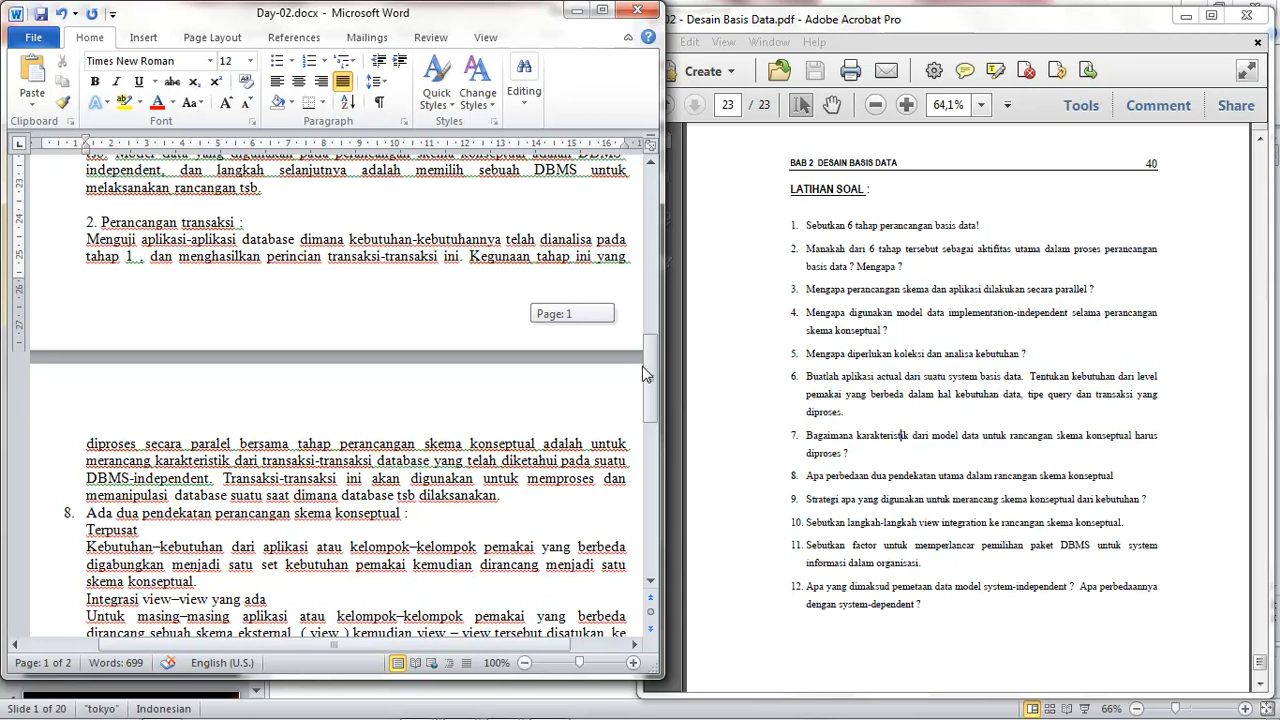 Day-02.docx - Microsoft Word
File Home Insert Page Layout References Mailings Review View
Times New Roman 12
Paste
Quick Styles
Change Styles
Editing
Clipboard Font Paragraph Styles
independent, dan langkah selanjutnya adalah memilih sebuah DBMS untuk
melaksanakan rancangan tsb.
2. Perancangan transaksi :
Menguji aplikasi-aplikasi database dimana kebutuhan-kebutuhannya telah dianalisa pada
tahap 1 , dan menghasilkan perincian transaksi-transaksi ini. Kegunaan tahap ini yang
Page: 1
diproses secara paralel bersama tahap perancangan skema konseptual adalah untuk
merancang karakteristik dari transaksi-transaksi database yang telah diketahui pada suatu
DBMS-independent. Transaksi-transaksi ini akan digunakan untuk memproses dan
memanipulasi database suatu saat dimana database tsb dilaksanakan.
8. Ada dua pendekatan perancangan skema konseptual :
Terpusat
Kebutuhan–kebutuhan dari aplikasi atau kelompok–kelompok pemakai yang berbeda
digabungkan menjadi satu set kebutuhan pemakai kemudian dirancang menjadi satu
skema konseptual.
Integrasi view–view yang ada
Untuk masing–masing aplikasi atau kelompok–kelompok pemakai yang berbeda
dirancang sebuah skema eksternal ( view ) kemudian view – view tersebut disatukan ke
Page: 1 of 2 Words: 699 English (U.S.) 100%
Slide 1 of 20 "tokyo" Indonesian 66%
02 - Desain Basis Data.pdf - Adobe Acrobat Pro
Edit View Window Help
Create
23 / 23 64,1% Tools Comment Share
BAB 2 DESAIN BASIS DATA 40
LATIHAN SOAL :
1. Sebutkan 6 tahap perancangan basis data!
2. Manakah dari 6 tahap tersebut sebagai aktifitas utama dalam proses perancangan
basis data ? Mengapa ?
3. Mengapa perancangan skema dan aplikasi dilakukan secara parallel ?
4. Mengapa digunakan model data implementation-independent selama perancangan
skema konseptual ?
5. Mengapa diperlukan koleksi dan analisa kebutuhan ?
6. Buatlah aplikasi actual dari suatu system basis data. Tentukan kebutuhan dari level
pemakai yang berbeda dalam hal kebutuhan data, tipe query dan transaksi yang
diproses.
7. Bagaimana karakteristik dari model data untuk rancangan skema konseptual harus
diproses ?
8. Apa perbedaan dua pendekatan utama dalam rancangan skema konseptual
9. Strategi apa yang digunakan untuk merancang skema konseptual dari kebutuhan ?
10. Sebutkan langkah-langkah view integration ke rancangan skema konseptual.
11. Sebutkan factor untuk memperlancar pemilihan paket DBMS untuk system
informasi dalam organisasi.
12. Apa yang dimaksud pemetaan data model system-independent ? Apa perbedaannya
dengan system-dependent ?